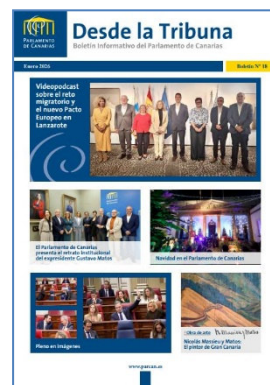 PARLAMENTO
DE CANARIAS
Desde la Tribuna
Boletín Informativo del Parlamento de Canarias
Enero 2026
Boletín Nº 18
Videopodcast
sobre el reto
migratorio y
el nuevo Pacto
Europeo en
Lanzarote
El Parlamento de Canarias
presenta el retrato institucional
del expresidente Gustavo Matos
Navidad en el Parlamento de Canarias
Pleno en imágenes
Obra de arte
Nicolás Massieu y Matos:
El pintor de Gran Canaria
www.parcan.es